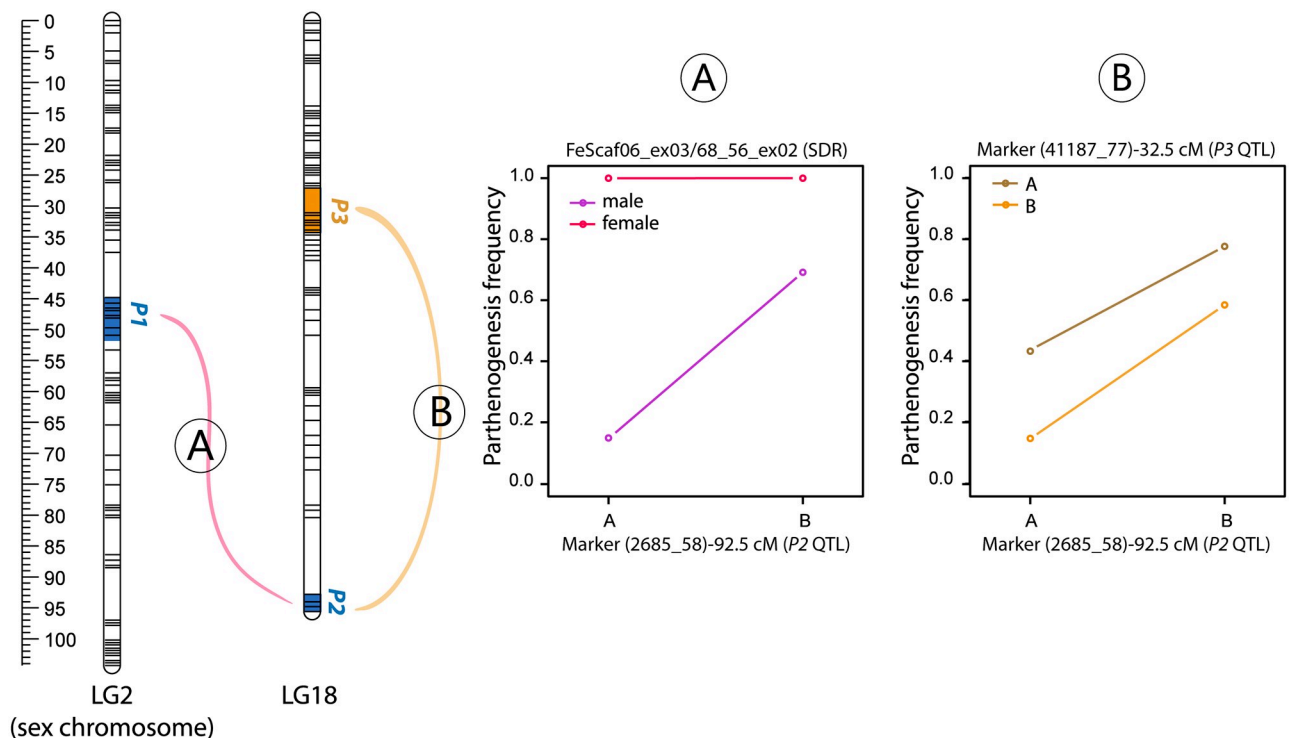 0
5
10
15
20
25
30
35
40
45
50
55
60
65
70
75
80
85
90
95
100
P1
P3
P2
A
B
LG2
(sex chromosome)
LG18
A
FeScaf06_ex03/68_56_ex02 (SDR)
Parthenogenesis frequency
1.0
0.8
0.6
0.4
0.2
0.0
male
female
A B
Marker (2685_58)-92.5 cM (P2 QTL)
B
Marker (41187_77)-32.5 cM (P3 QTL)
Parthenogenesis frequency
1.0
0.8
0.6
0.4
0.2
0.0
A
B
A B
Marker (2685_58)-92.5 cM (P2 QTL)